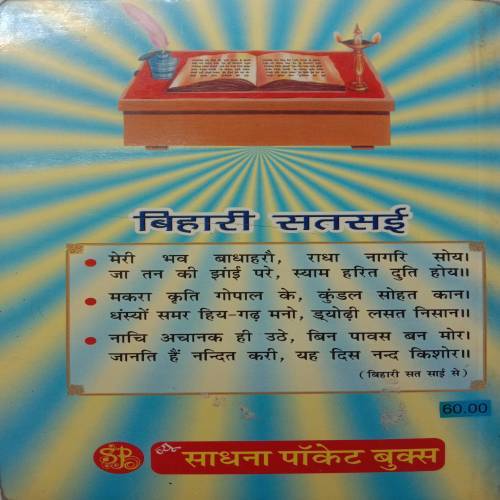 बिहारी सतसई
मेरी भव बाधाहरौ, राधा नागरि सोय।
जा तन की झांई परे, स्याम हरित दुति होय॥
मकरा कृति गोपाल के, कुंडल सोहत कान।
धंस्यों समर हिय-गढ़ मनो, ड्योढ़ी लसत निसान॥
नाचि अचानक ही उठे, बिन पावस बन मोर।
जानति हैं नन्दित करी, यह दिस नन्द किशोर॥
(बिहारी सत साई से)
60.00
साधना पॉकेट बुक्स